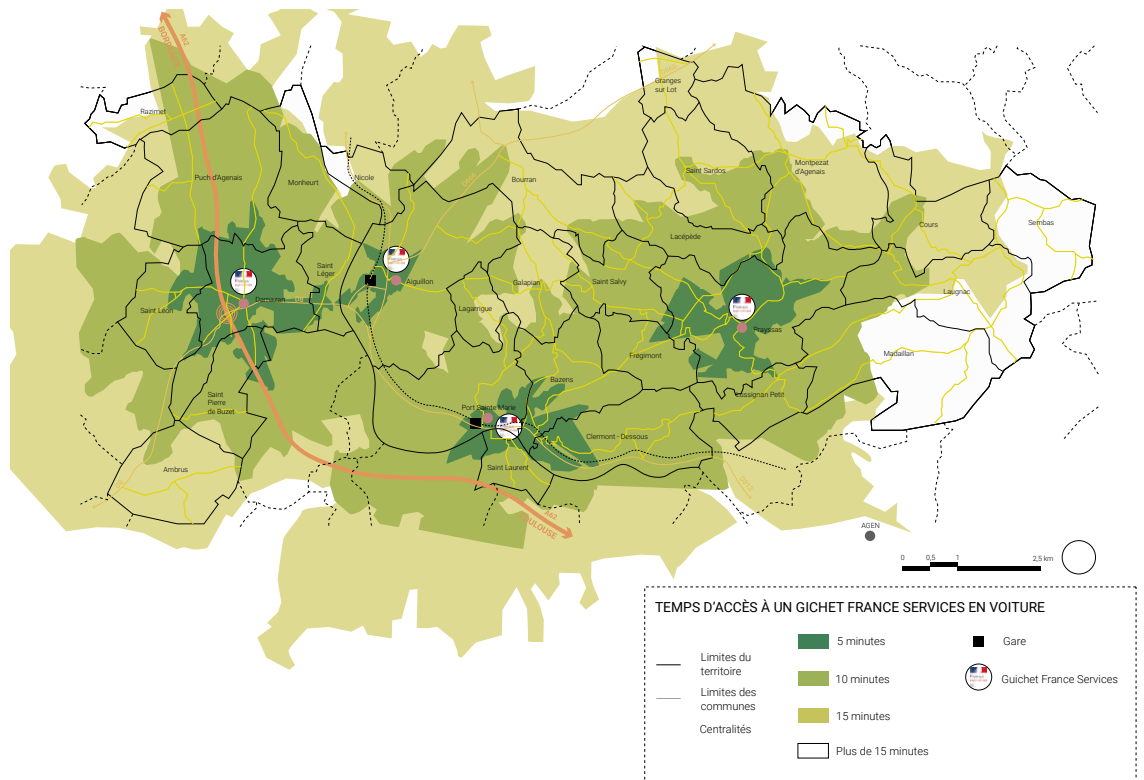 A62
BORDEAUX
Granges
sur Lot
Razimet
Puch d'Agenais
Monheurt
Nicole
Bourran
Saint Sardos
Montpezat
d'Agenais
Cours
Sembas
Lacépède
Saint
Léger
Aiguillon
Galapian
Saint Salvy
Laugnac
Damazan
Saint Léon
Lagarrigue
Prayssas
Frégimont
Madaillan
Saint
Pierre
de Buzet
Bazens
Lussignan Petit
Port Sainte Marie
Clermont - Dessous
Saint Laurent
Ambrus
A62
TOULOUSE
AGEN
0 0,5 1 2,5 km
TEMPS D'ACCÈS À UN GICHET FRANCE SERVICES EN VOITURE
Limites du
territoire
Limites des
communes
Centralités
5 minutes
10 minutes
15 minutes
Plus de 15 minutes
Gare
Guichet France Services